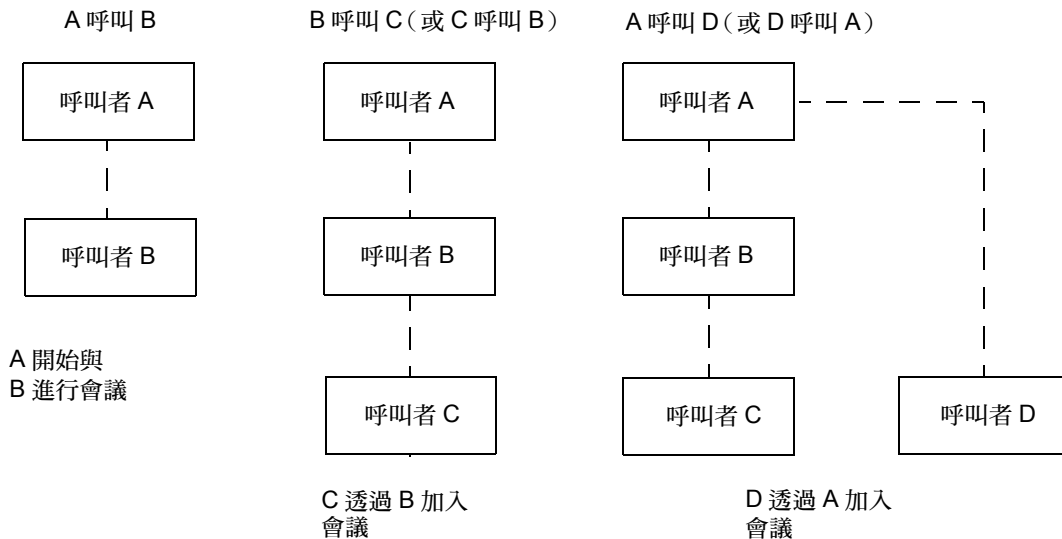 A 呼叫 B
B 呼叫 C（或 C 呼叫 B）
A 呼叫 D（或 D 呼叫 A）
呼叫者 A
呼叫者 A
呼叫者 A
呼叫者 B
呼叫者 B
呼叫者 B
A 開始與
B 進行會議
呼叫者 C
呼叫者 C
呼叫者 D
C 透過 B 加入
會議
D 透過 A 加入
會議